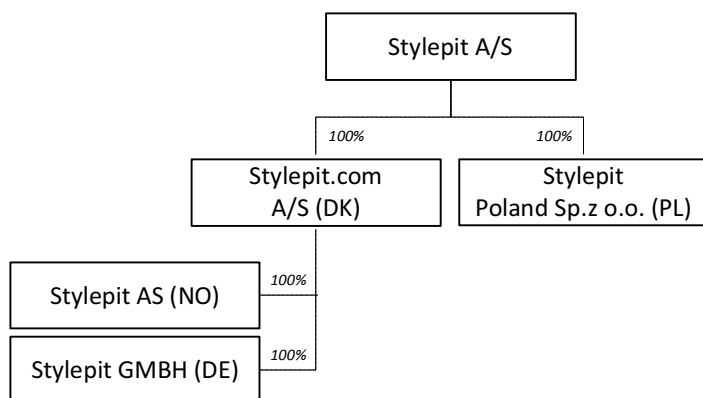 Stylepit A/S
100%
100%
Stylepit.com
A/S (DK)
Stylepit
Poland Sp.z o.o. (PL)
100%
Stylepit AS (NO)
100%
Stylepit GMBH (DE)